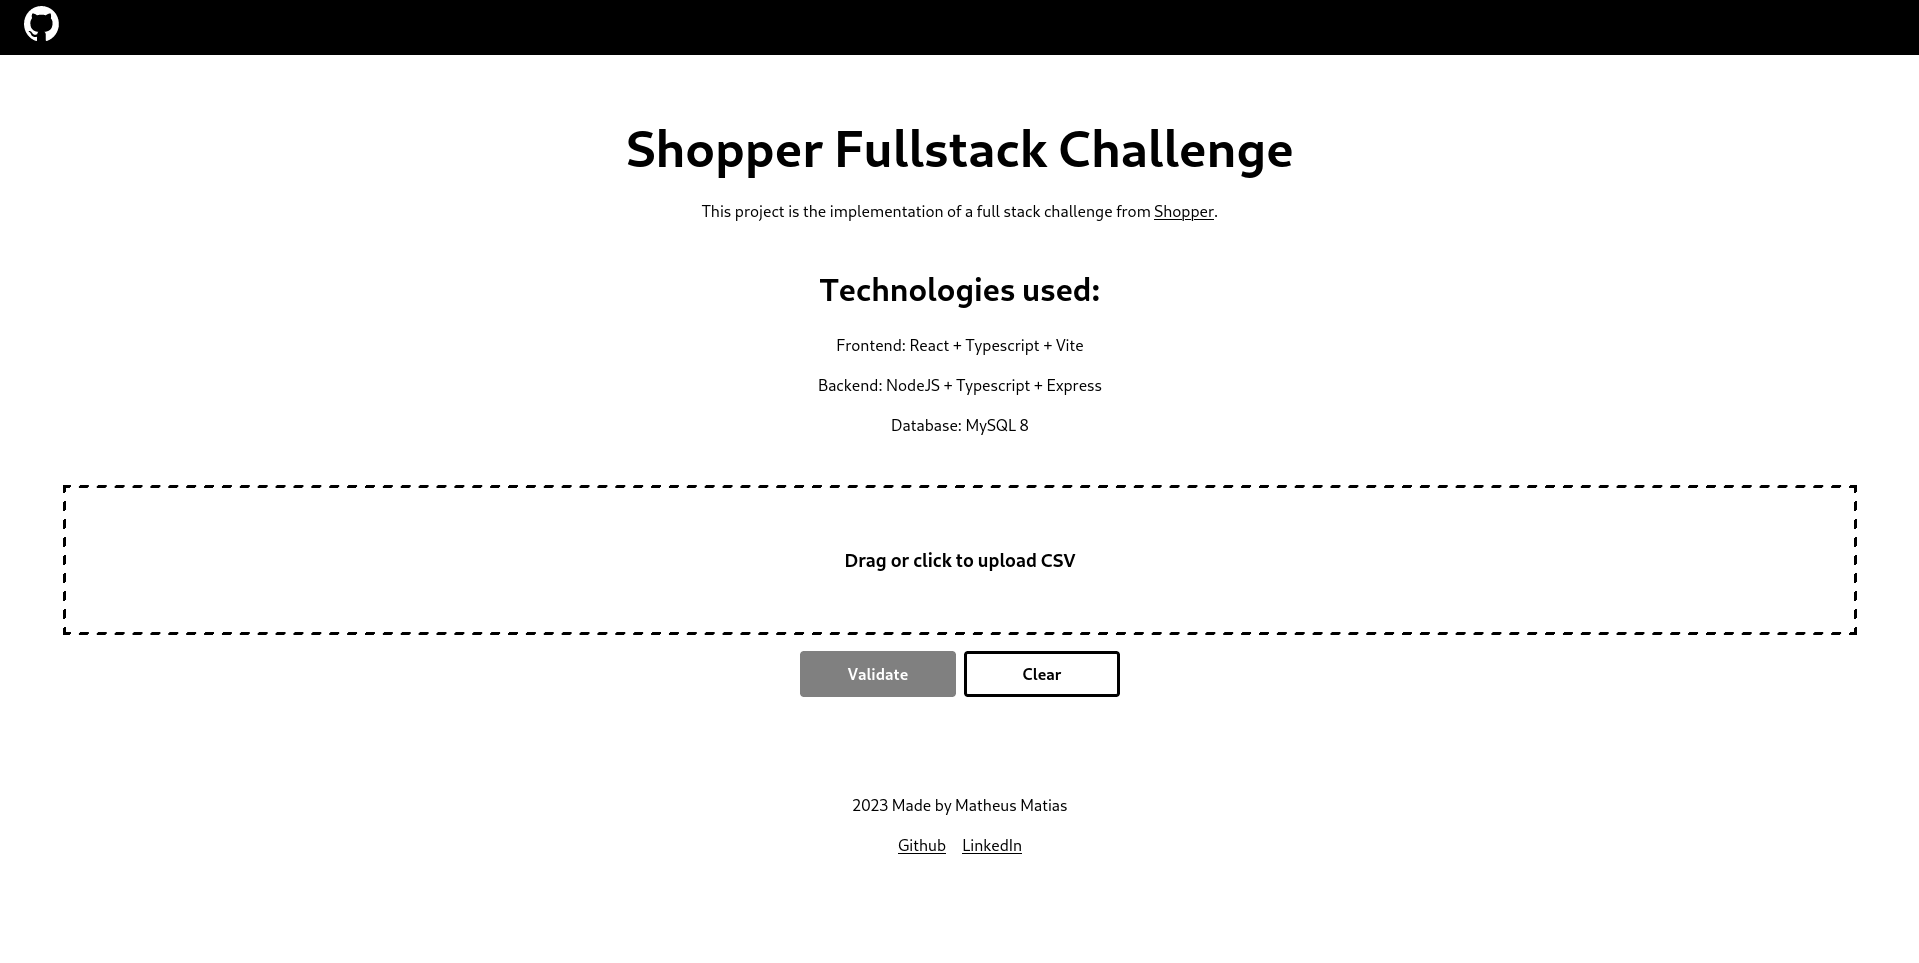 Shopper Fullstack Challenge
This project is the implementation of a full stack challenge from Shopper.
Technologies used:
Frontend: React + Typescript + Vite
Backend: NodeJS + Typescript + Express
Database: MySQL 8
Drag or click to upload CSV
Validate Clear
2023 Made by Matheus Matias
Github LinkedIn